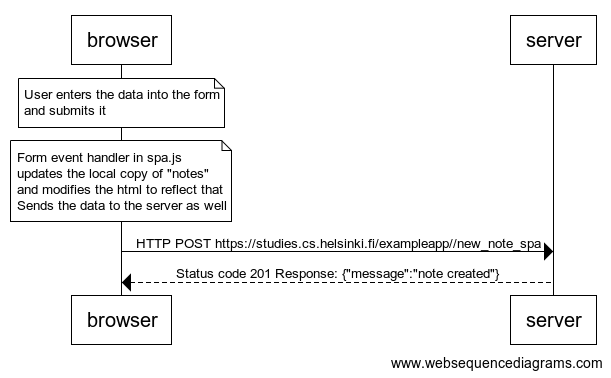 browser
server
User enters the data into the form
and submits it
Form event handler in spa.js
updates the local copy of "notes"
and modifies the html to reflect that
Sends the data to the server as well
HTTP POST https://studies.cs.helsinki.fi/exampleapp//new_note_spa
Status code 201 Response: {"message":"note created"}
browser
server
www.websequencediagrams.com